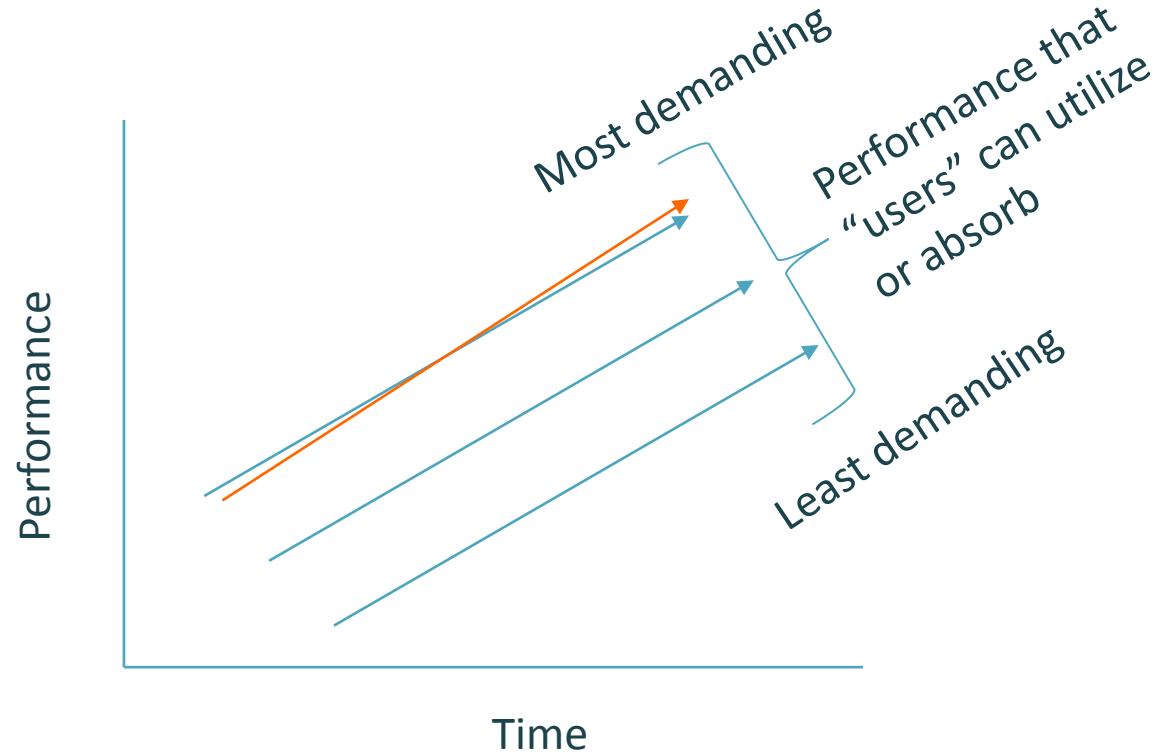 Most demanding
Performance that
“users” can utilize
or absorb
Least demanding
Performance
Time